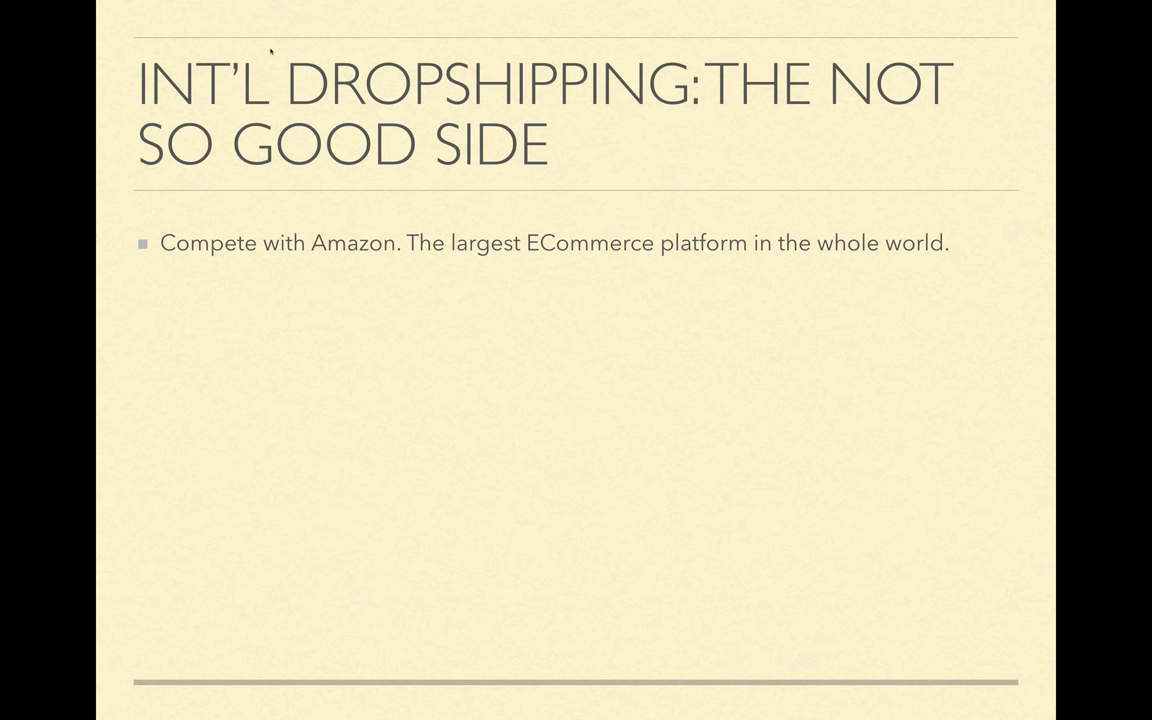 INT’L DROPSHIPPING: THE NOT
SO GOOD SIDE
Compete with Amazon. The largest ECommerce platform in the whole world.